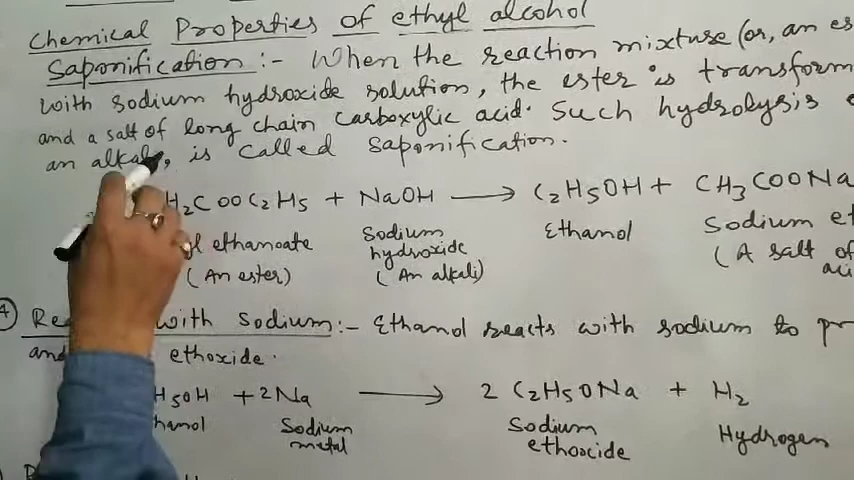 Chemical Properties of ethyl alcohol
Saponification :- When the reaction mixture (or, an es
with sodium hydroxide solution, the ester is transform
and a salt of long chain carboxylic acid. Such hydrolysis
an alkali, is called saponification.
H2COOC2H5 + NaOH → C2H5OH + CH3COONa
l ethanoate Sodium hydroxide Ethanol Sodium et
(An ester) (An alkali) (A salt of
aci
4 Re with Sodium :- Ethanol reacts with sodium to pr
and ethoxide.
H5OH + 2Na → 2 C2H5ONa + H2
hanol Sodium metal Sodium ethoxide Hydrogen